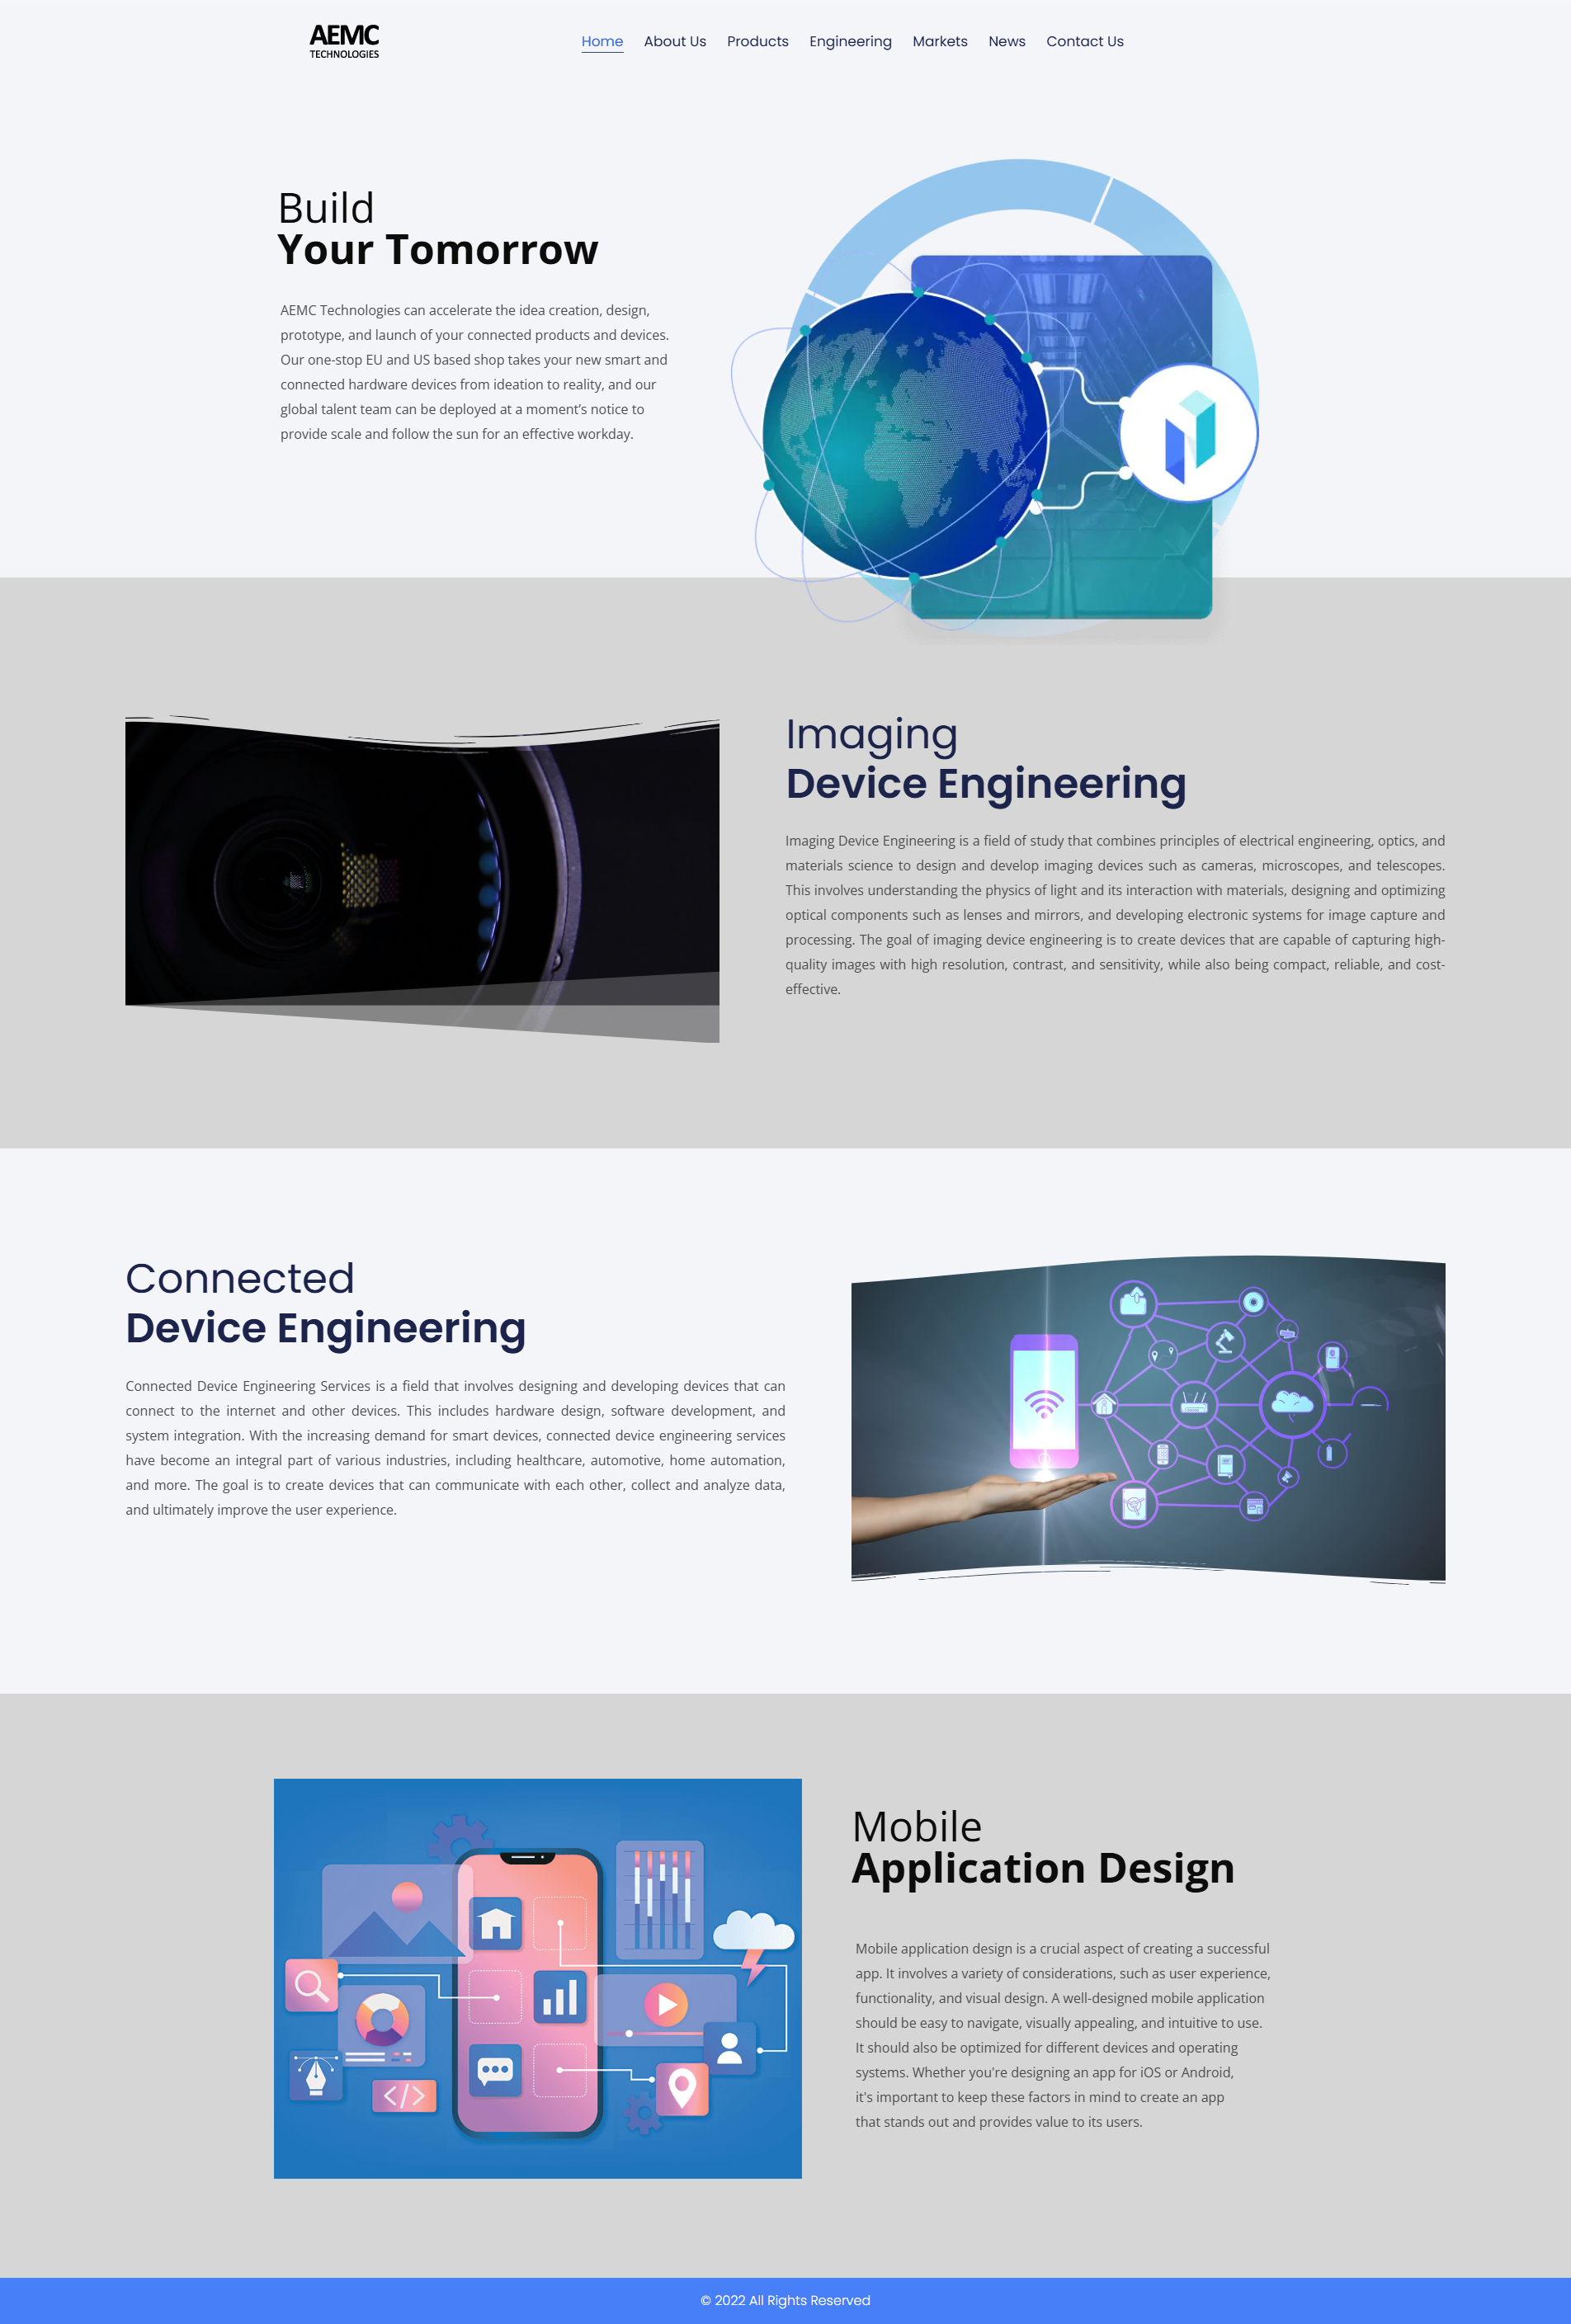 AEMC
TECHNOLOGIES
Home About Us Products Engineering Markets News Contact Us
Build
Your Tomorrow
AEMC Technologies can accelerate the idea creation, design,
prototype, and launch of your connected products and devices.
Our one-stop EU and US based shop takes your new smart and
connected hardware devices from ideation to reality, and our
global talent team can be deployed at a moment’s notice to
provide scale and follow the sun for an effective workday.
Imaging
Device Engineering
Imaging Device Engineering is a field of study that combines principles of electrical engineering, optics, and
materials science to design and develop imaging devices such as cameras, microscopes, and telescopes.
This involves understanding the physics of light and its interaction with materials, designing and optimizing
optical components such as lenses and mirrors, and developing electronic systems for image capture and
processing. The goal of imaging device engineering is to create devices that are capable of capturing high-
quality images with high resolution, contrast, and sensitivity, while also being compact, reliable, and cost-
effective.
Connected
Device Engineering
Connected Device Engineering Services is a field that involves designing and developing devices that can
connect to the internet and other devices. This includes hardware design, software development, and
system integration. With the increasing demand for smart devices, connected device engineering services
have become an integral part of various industries, including healthcare, automotive, home automation,
and more. The goal is to create devices that can communicate with each other, collect and analyze data,
and ultimately improve the user experience.
Mobile
Application Design
Mobile application design is a crucial aspect of creating a successful
app. It involves a variety of considerations, such as user experience,
functionality, and visual design. A well-designed mobile application
should be easy to navigate, visually appealing, and intuitive to use.
It should also be optimized for different devices and operating
systems. Whether you're designing an app for iOS or Android,
it's important to keep these factors in mind to create an app
that stands out and provides value to its users.
© 2022 All Rights Reserved